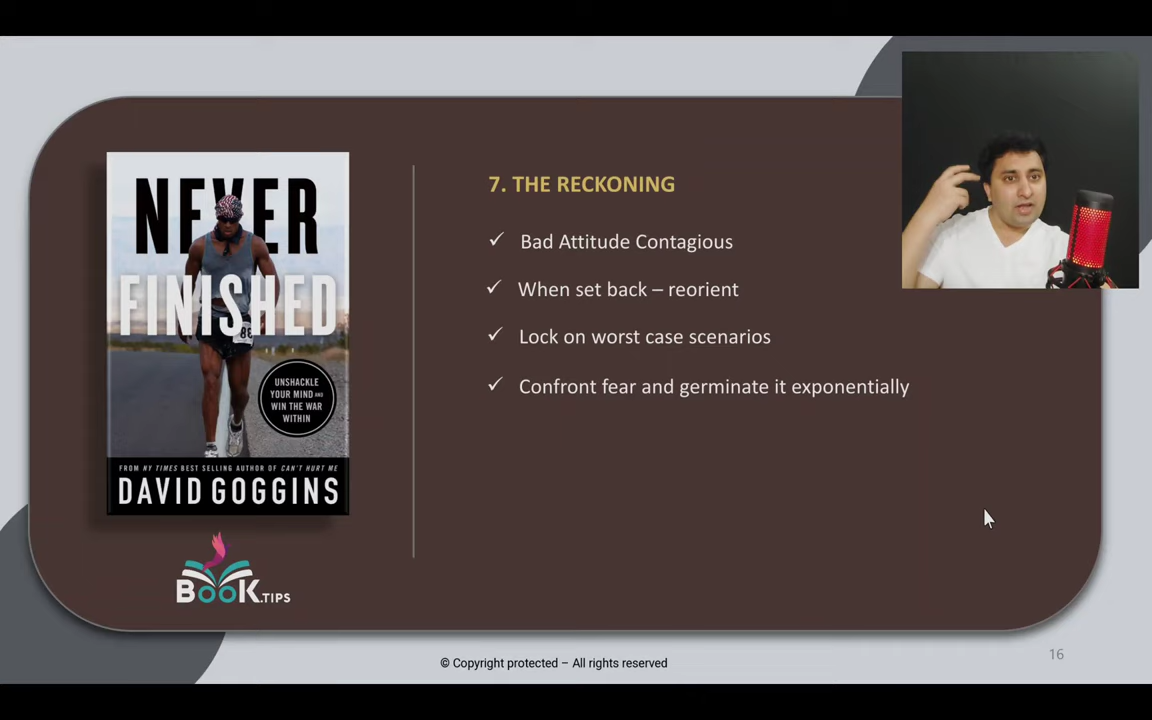 NEVER
FINISHED
UNSHACKLE
YOUR MIND AND
WIN THE WAR
WITHIN
FROM NY TIMES BEST SELLING AUTHOR OF CAN'T HURT ME
DAVID GOGGINS
BOOK.TIPS
7. THE RECKONING
✓ Bad Attitude Contagious
✓ When set back – reorient
✓ Lock on worst case scenarios
✓ Confront fear and germinate it exponentially
© Copyright protected – All rights reserved
16